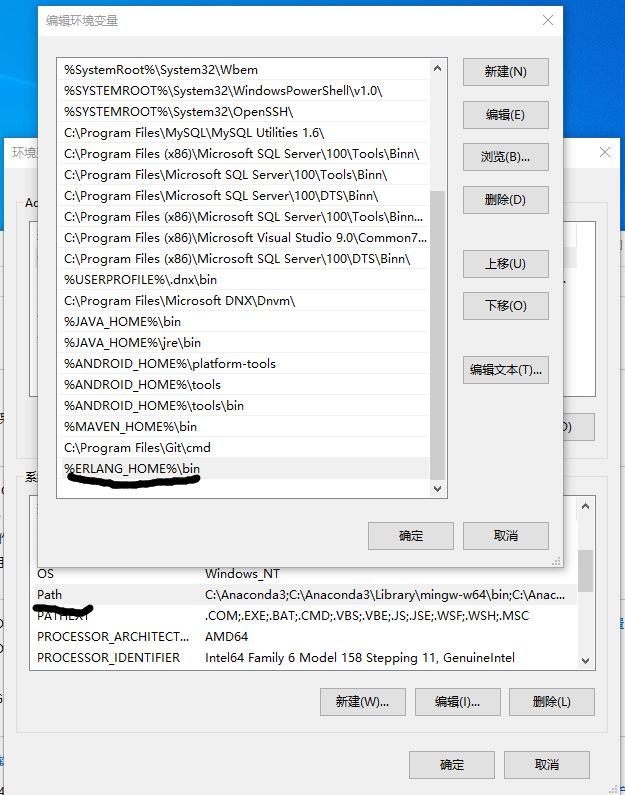 编辑环境变量
%SystemRoot%\System32\Wbem
%SYSTEMROOT%\System32\WindowsPowerShell\v1.0\
%SYSTEMROOT%\System32\OpenSSH\
C:\Program Files\MySQL\MySQL Utilities 1.6\
C:\Program Files (x86)\Microsoft SQL Server\100\Tools\Binn\
C:\Program Files\Microsoft SQL Server\100\Tools\Binn\
C:\Program Files\Microsoft SQL Server\100\DTS\Binn\
C:\Program Files (x86)\Microsoft SQL Server\100\Tools\Binn...
C:\Program Files (x86)\Microsoft Visual Studio 9.0\Common7...
C:\Program Files (x86)\Microsoft SQL Server\100\DTS\Binn\
%USERPROFILE%\.dnx\bin
C:\Program Files\Microsoft DNX\Dnvm\
%JAVA_HOME%\bin
%JAVA_HOME%\jre\bin
%ANDROID_HOME%\platform-tools
%ANDROID_HOME%\tools
%ANDROID_HOME%\tools\bin
%MAVEN_HOME%\bin
C:\Program Files\Git\cmd
%ERLANG_HOME%\bin
新建(N)
编辑(E)
浏览(B)...
删除(D)
上移(U)
下移(O)
编辑文本(T)...
确定 取消
OS Windows_NT
Path C:\Anaconda3;C:\Anaconda3\Library\mingw-w64\bin;C:\Anac...
PATHEXT .COM;.EXE;.BAT;.CMD;.VBS;.VBE;.JS;.JSE;.WSF;.WSH;.MSC
PROCESSOR_ARCHITECT... AMD64
PROCESSOR_IDENTIFIER Intel64 Family 6 Model 158 Stepping 11, GenuineIntel
新建(W)... 编辑(I)... 删除(L)
确定 取消